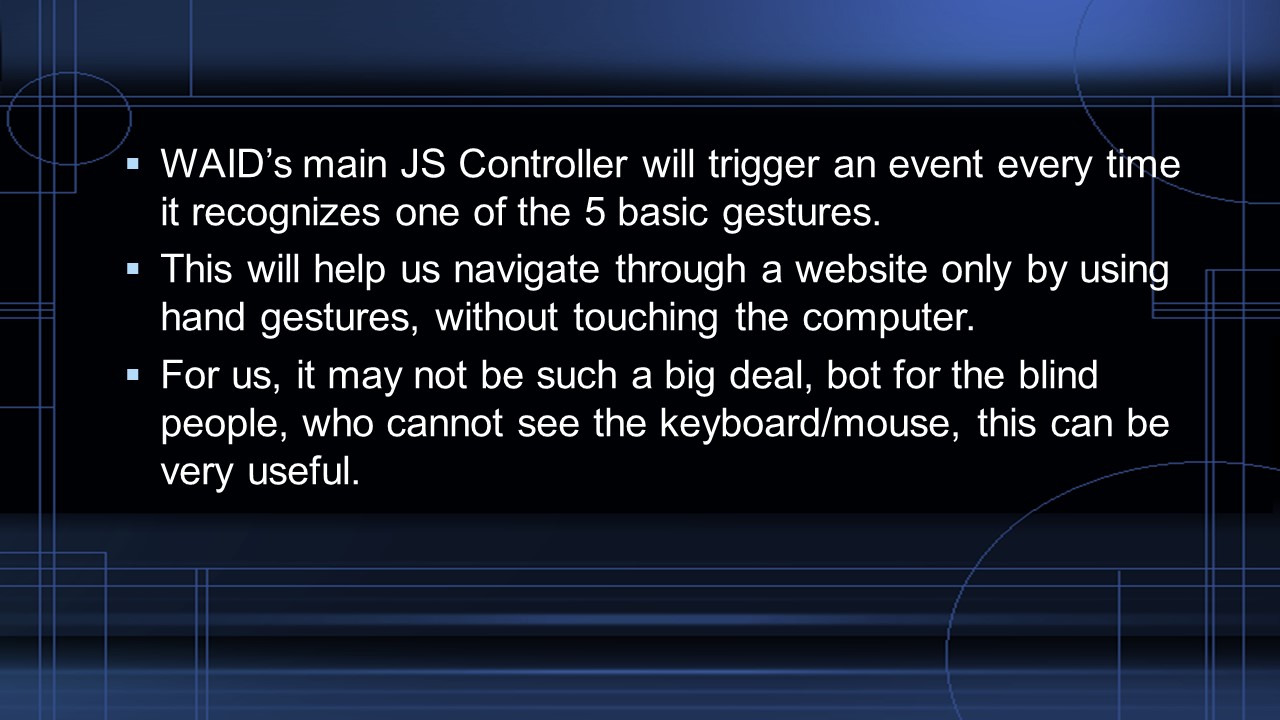 ▪ WAID’s main JS Controller will trigger an event every time
it recognizes one of the 5 basic gestures.
▪ This will help us navigate through a website only by using
hand gestures, without touching the computer.
▪ For us, it may not be such a big deal, bot for the blind
people, who cannot see the keyboard/mouse, this can be
very useful.